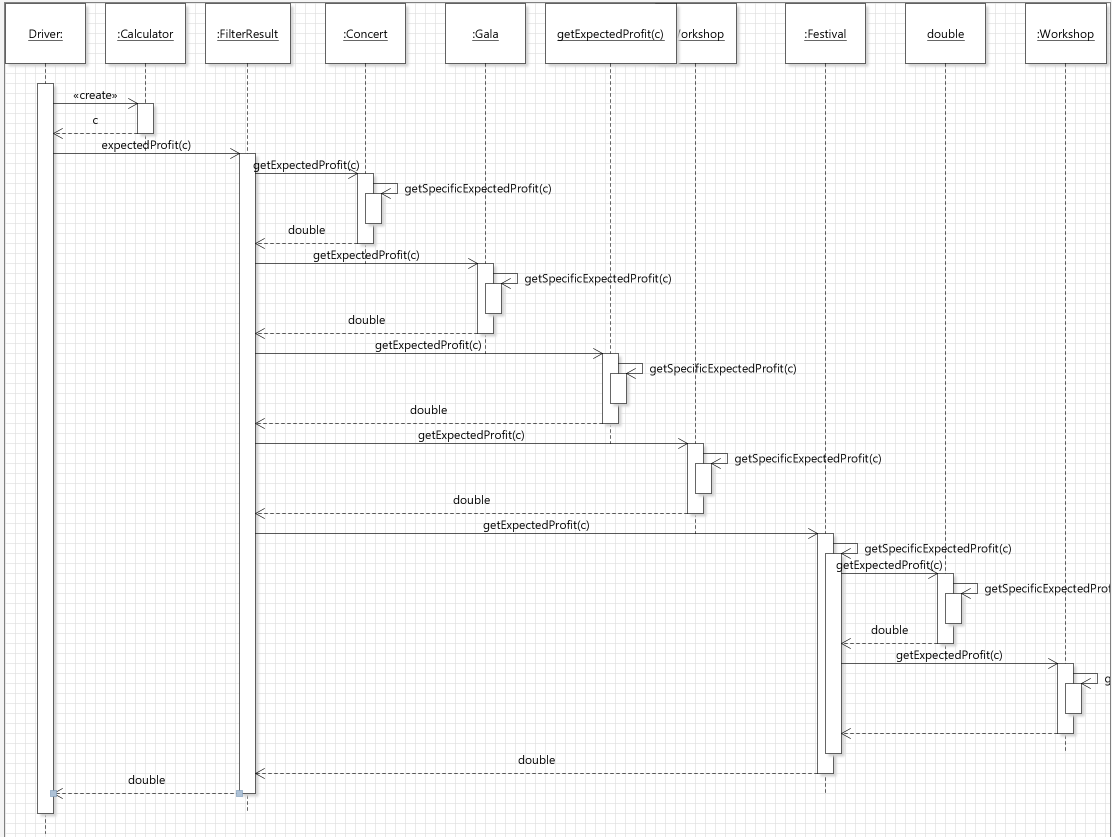 Driver:
:Calculator
:FilterResult
:Concert
:Gala
getExpectedProfit(c)
orkshop
:Festival
double
:Workshop
«create»
c
expectedProfit(c)
getExpectedProfit(c)
getSpecificExpectedProfit(c)
double
getExpectedProfit(c)
getSpecificExpectedProfit(c)
double
getExpectedProfit(c)
getSpecificExpectedProfit(c)
double
getExpectedProfit(c)
getSpecificExpectedProfit(c)
double
getExpectedProfit(c)
getSpecificExpectedProfit(c)
getExpectedProfit(c)
getSpecificExpectedProf
double
getExpectedProfit(c)
g
double
double